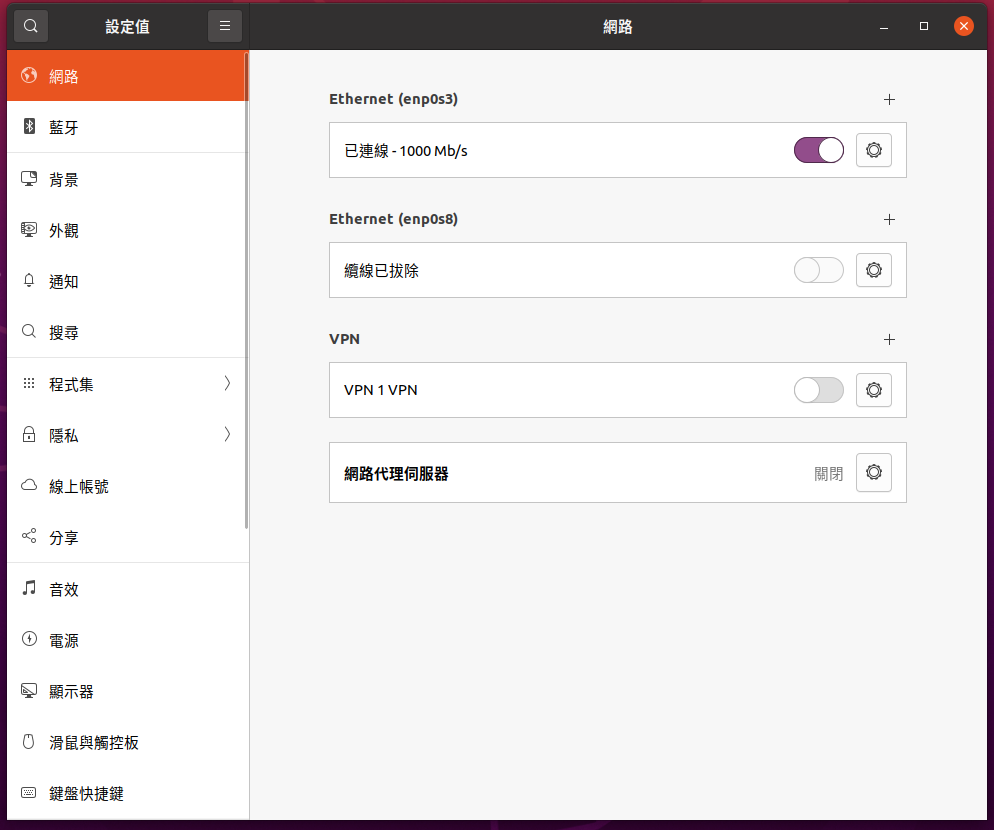 設定值
網路
網路
藍牙
背景
外觀
通知
搜尋
程式集
隱私
線上帳號
分享
音效
電源
顯示器
滑鼠與觸控板
鍵盤快捷鍵
Ethernet (enp0s3)
已連線 - 1000 Mb/s
Ethernet (enp0s8)
纜線已拔除
VPN
VPN 1 VPN
網路代理伺服器 關閉